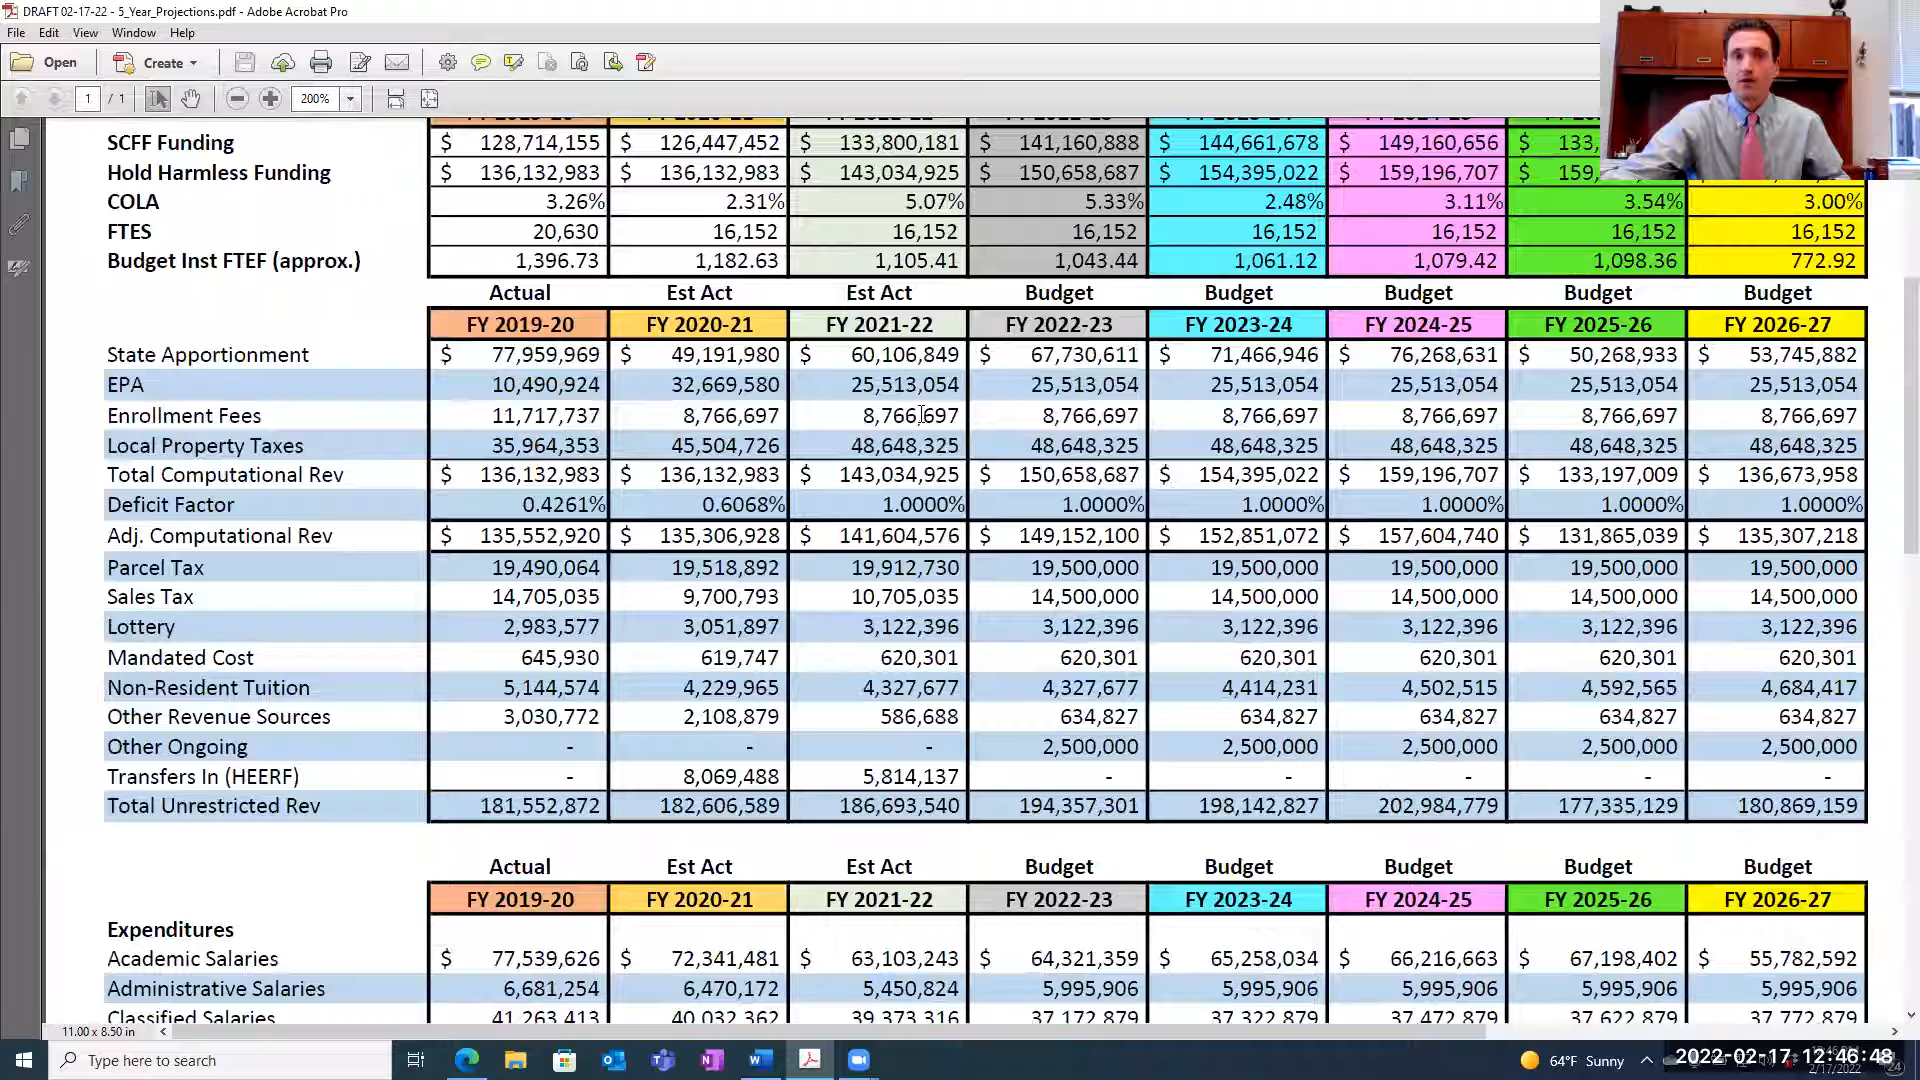 DRAFT 02-17-22 - 5_Year_Projections.pdf - Adobe Acrobat Pro
File Edit View Window Help
Open Create
1 / 1 200%
SCFF Funding $ 128,714,155 $ 126,447,452 $ 133,800,181 $ 141,160,888 $ 144,661,678 $ 149,160,656 $ 133,
Hold Harmless Funding $ 136,132,983 $ 136,132,983 $ 143,034,925 $ 150,658,687 $ 154,395,022 $ 159,196,707 $ 159,
COLA 3.26% 2.31% 5.07% 5.33% 2.48% 3.11% 3.54% 3.00%
FTES 20,630 16,152 16,152 16,152 16,152 16,152 16,152 16,152
Budget Inst FTEF (approx.) 1,396.73 1,182.63 1,105.41 1,043.44 1,061.12 1,079.42 1,098.36 772.92
Actual Est Act Est Act Budget Budget Budget Budget Budget
FY 2019-20 FY 2020-21 FY 2021-22 FY 2022-23 FY 2023-24 FY 2024-25 FY 2025-26 FY 2026-27
State Apportionment $ 77,959,969 $ 49,191,980 $ 60,106,849 $ 67,730,611 $ 71,466,946 $ 76,268,631 $ 50,268,933 $ 53,745,882
EPA 10,490,924 32,669,580 25,513,054 25,513,054 25,513,054 25,513,054 25,513,054 25,513,054
Enrollment Fees 11,717,737 8,766,697 8,766,697 8,766,697 8,766,697 8,766,697 8,766,697 8,766,697
Local Property Taxes 35,964,353 45,504,726 48,648,325 48,648,325 48,648,325 48,648,325 48,648,325 48,648,325
Total Computational Rev $ 136,132,983 $ 136,132,983 $ 143,034,925 $ 150,658,687 $ 154,395,022 $ 159,196,707 $ 133,197,009 $ 136,673,958
Deficit Factor 0.4261% 0.6068% 1.0000% 1.0000% 1.0000% 1.0000% 1.0000% 1.0000%
Adj. Computational Rev $ 135,552,920 $ 135,306,928 $ 141,604,576 $ 149,152,100 $ 152,851,072 $ 157,604,740 $ 131,865,039 $ 135,307,218
Parcel Tax 19,490,064 19,518,892 19,912,730 19,500,000 19,500,000 19,500,000 19,500,000 19,500,000
Sales Tax 14,705,035 9,700,793 10,705,035 14,500,000 14,500,000 14,500,000 14,500,000 14,500,000
Lottery 2,983,577 3,051,897 3,122,396 3,122,396 3,122,396 3,122,396 3,122,396 3,122,396
Mandated Cost 645,930 619,747 620,301 620,301 620,301 620,301 620,301 620,301
Non-Resident Tuition 5,144,574 4,229,965 4,327,677 4,327,677 4,414,231 4,502,515 4,592,565 4,684,417
Other Revenue Sources 3,030,772 2,108,879 586,688 634,827 634,827 634,827 634,827 634,827
Other Ongoing - - - 2,500,000 2,500,000 2,500,000 2,500,000 2,500,000
Transfers In (HEERF) - 8,069,488 5,814,137 - - - - -
Total Unrestricted Rev 181,552,872 182,606,589 186,693,540 194,357,301 198,142,827 202,984,779 177,335,129 180,869,159
Actual Est Act Est Act Budget Budget Budget Budget Budget
FY 2019-20 FY 2020-21 FY 2021-22 FY 2022-23 FY 2023-24 FY 2024-25 FY 2025-26 FY 2026-27
Expenditures
Academic Salaries $ 77,539,626 $ 72,341,481 $ 63,103,243 $ 64,321,359 $ 65,258,034 $ 66,216,663 $ 67,198,402 $ 55,782,592
Administrative Salaries 6,681,254 6,470,172 5,450,824 5,995,906 5,995,906 5,995,906 5,995,906 5,995,906
Classified Salaries 41,263,413 40,032,362 39,373,316 37,172,879 37,322,879 37,472,879 37,622,879 37,772,879
11.00 x 8.50 in
Type here to search 64°F Sunny 2022-02-17 12:46:48
2/17/2022